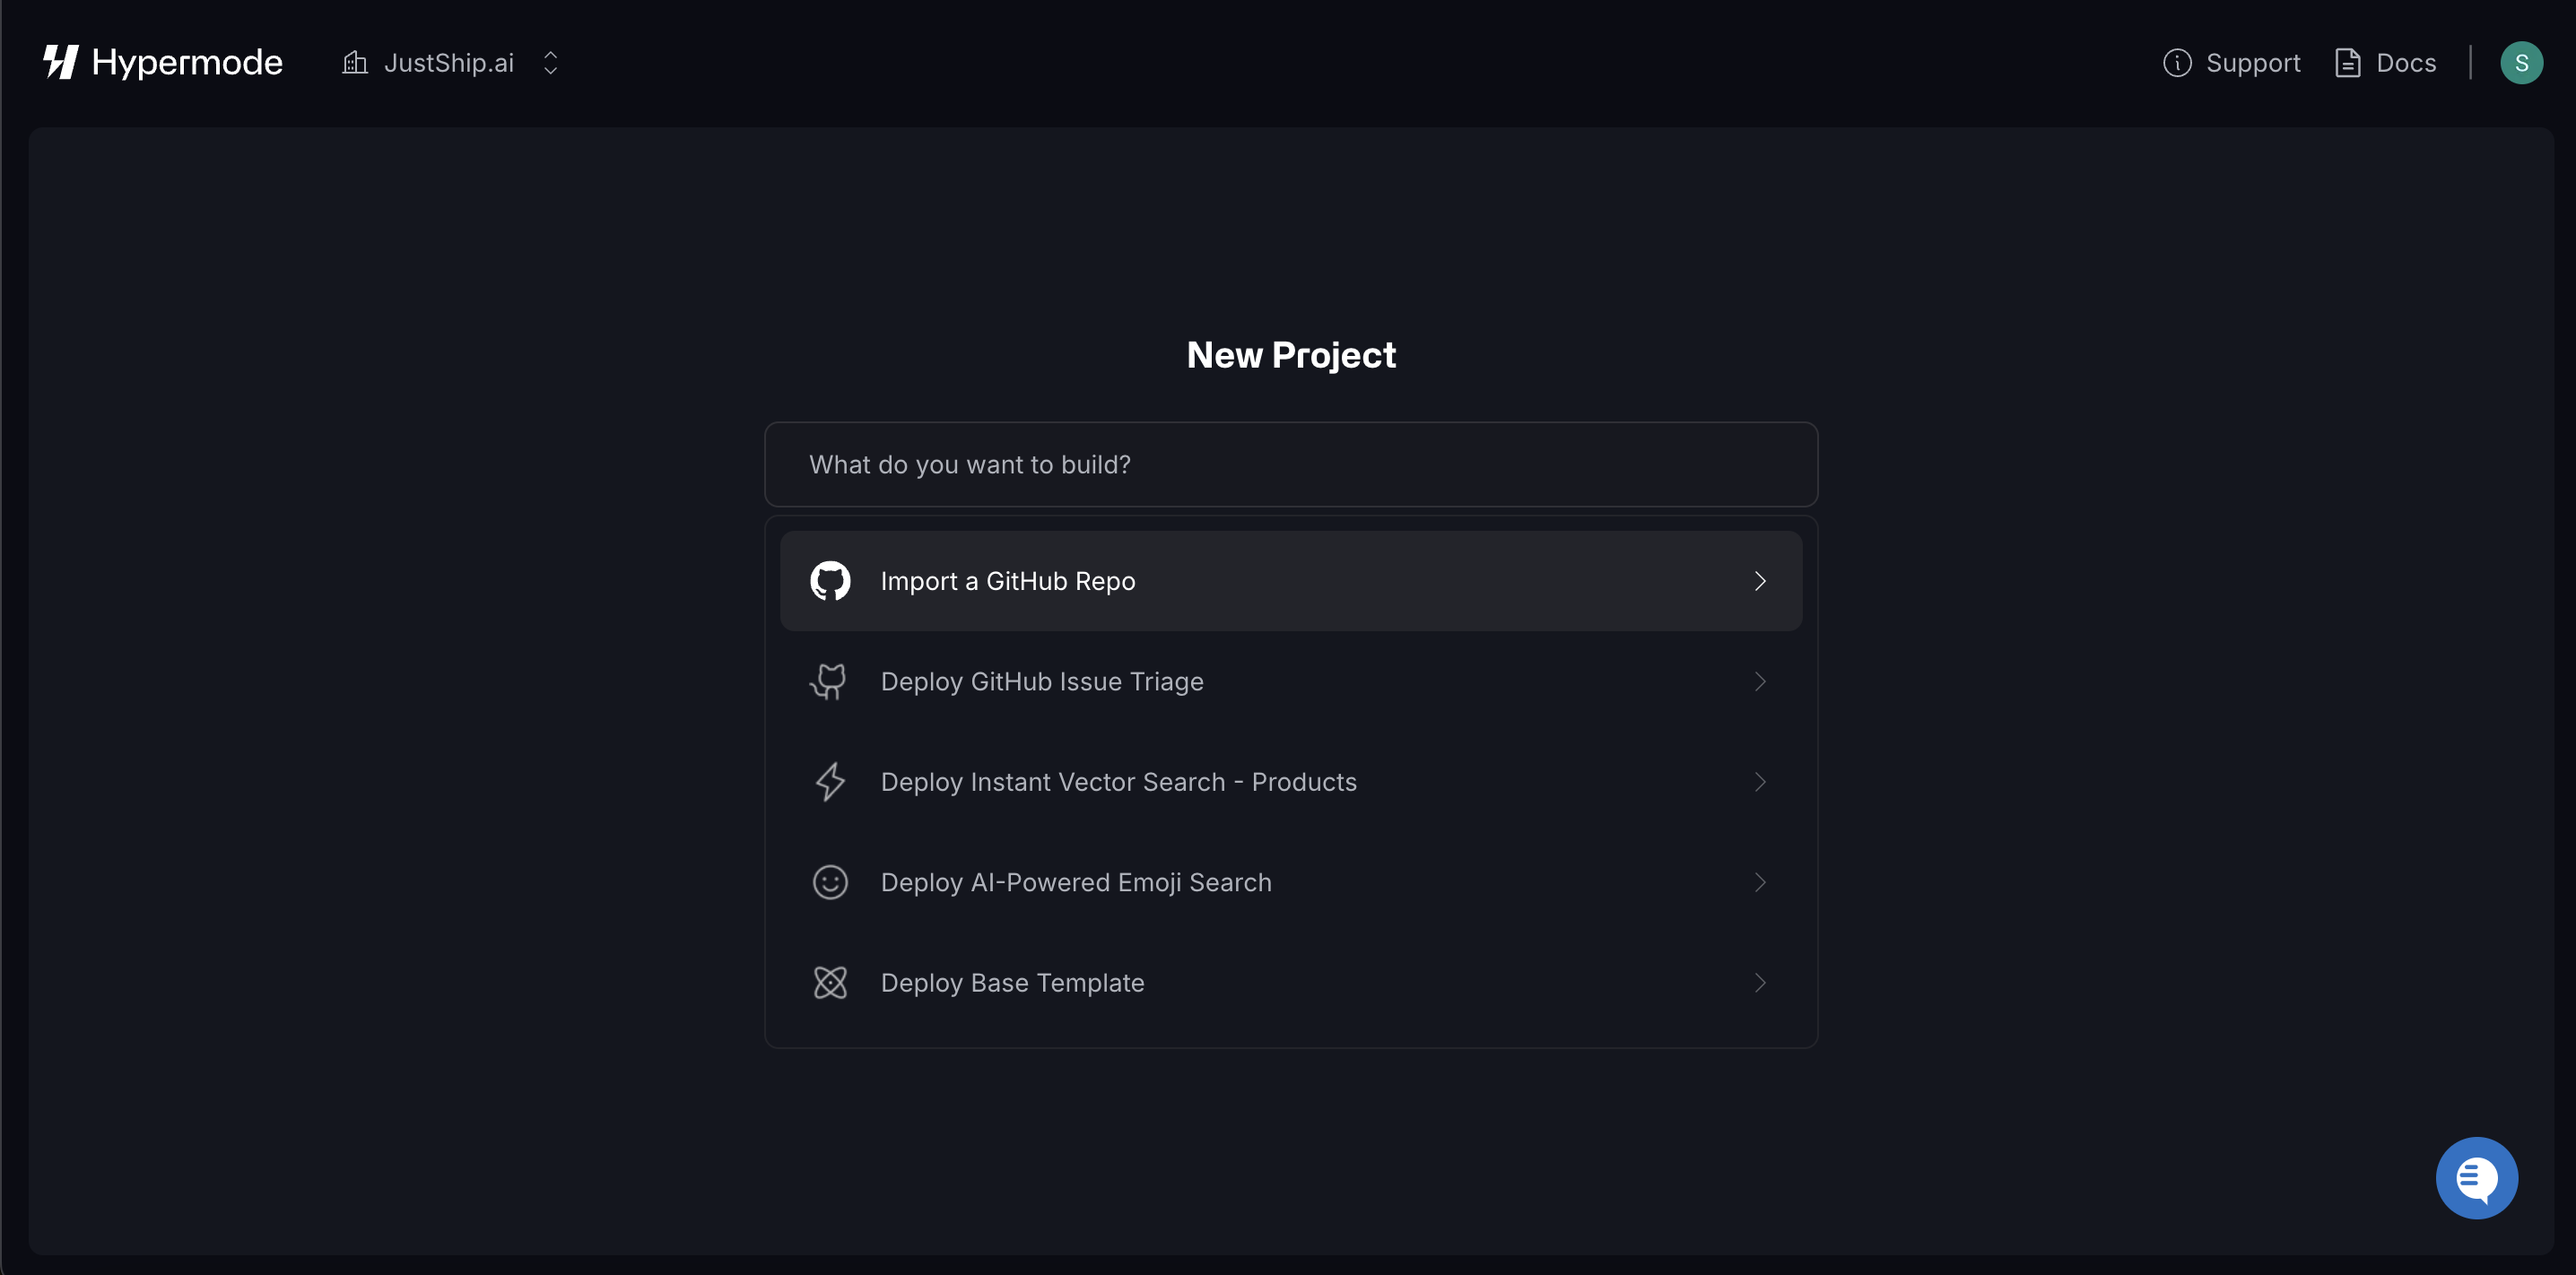 Hypermode
JustShip.ai
Support
Docs
S
New Project
What do you want to build?
Import a GitHub Repo
Deploy GitHub Issue Triage
Deploy Instant Vector Search - Products
Deploy AI-Powered Emoji Search
Deploy Base Template